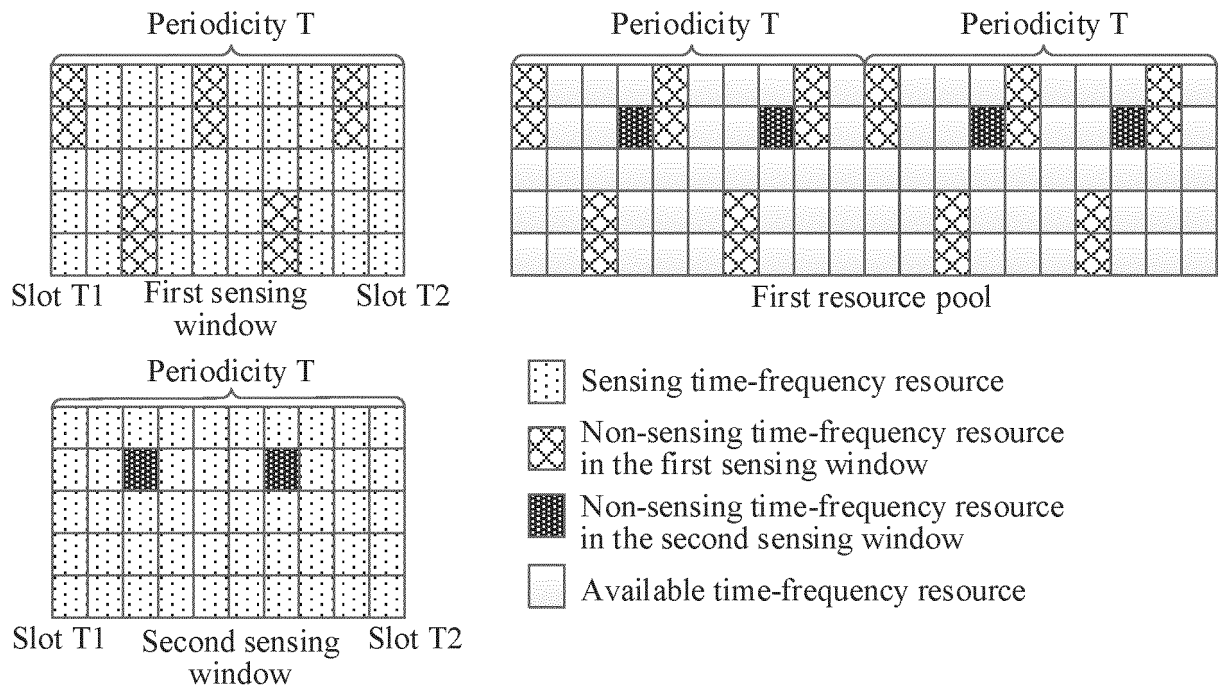 Periodicity T
Periodicity T
Periodicity T
Slot T1
First sensing
window
Slot T2
First resource pool
Periodicity T
Slot T1
Second sensing
window
Slot T2
Sensing time-frequency resource
Non-sensing time-frequency resource
in the first sensing window
Non-sensing time-frequency resource
in the second sensing window
Available time-frequency resource